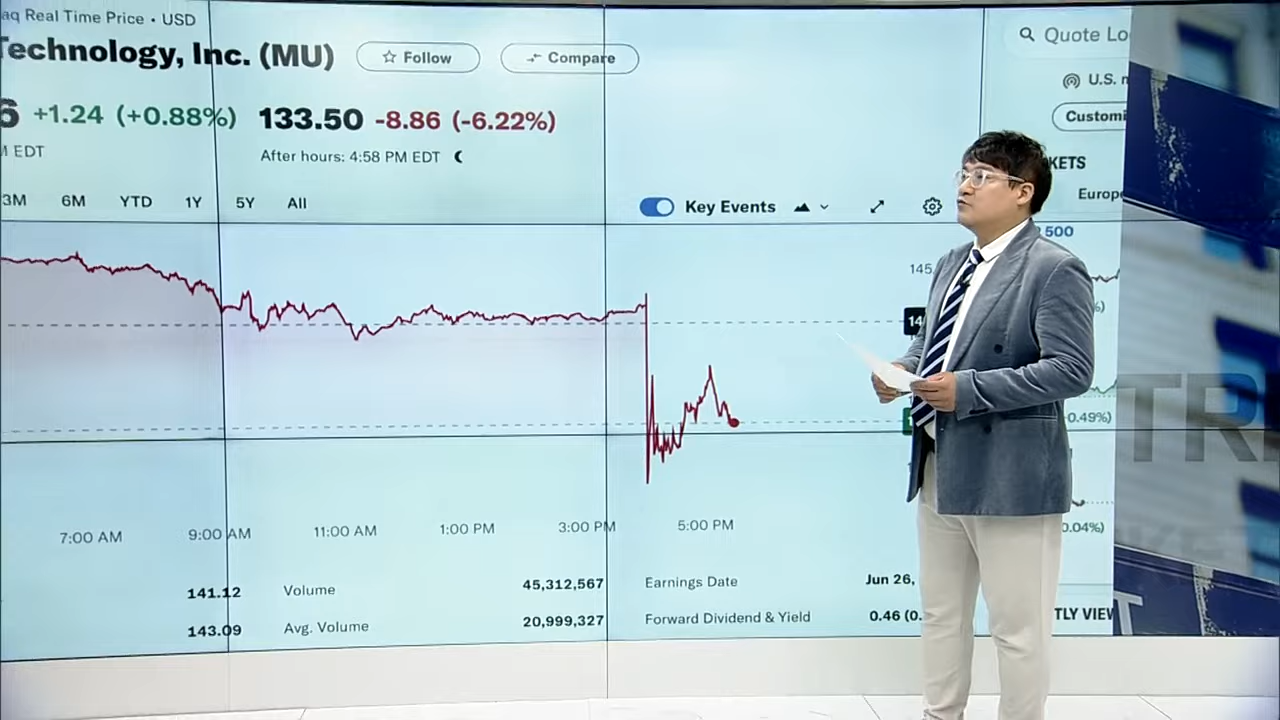 aq Real Time Price • USD
Technology, Inc. (MU)
Follow
Compare
Quote Lo
U.S.
6 +1.24 (+0.88%) 133.50 -8.86 (-6.22%)
Customi
M EDT
After hours: 4:58 PM EDT
KETS
Europe
3M 6M YTD 1Y 5Y All
Key Events
500
145.
14
-0.49%)
TRE
0.04%)
7:00 AM 9:00 AM 11:00 AM 1:00 PM 3:00 PM 5:00 PM
141.12 Volume 45,312,567 Earnings Date Jun 26,
143.09 Avg. Volume 20,999,327 Forward Dividend & Yield 0.46 (0.
TLY VIEW